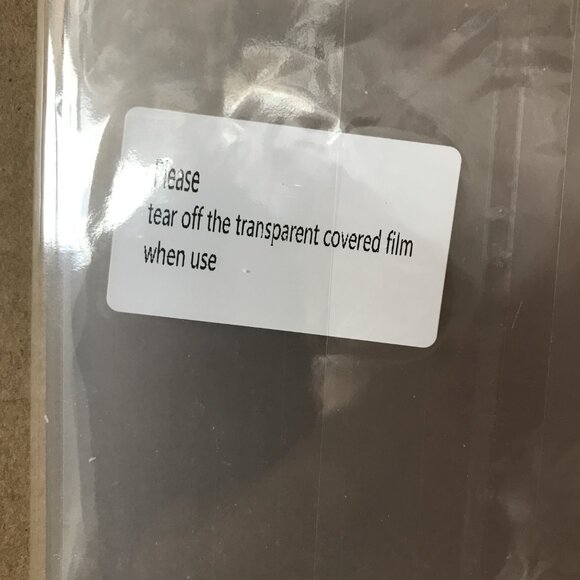 Please
tear off the transparent covered film
when use